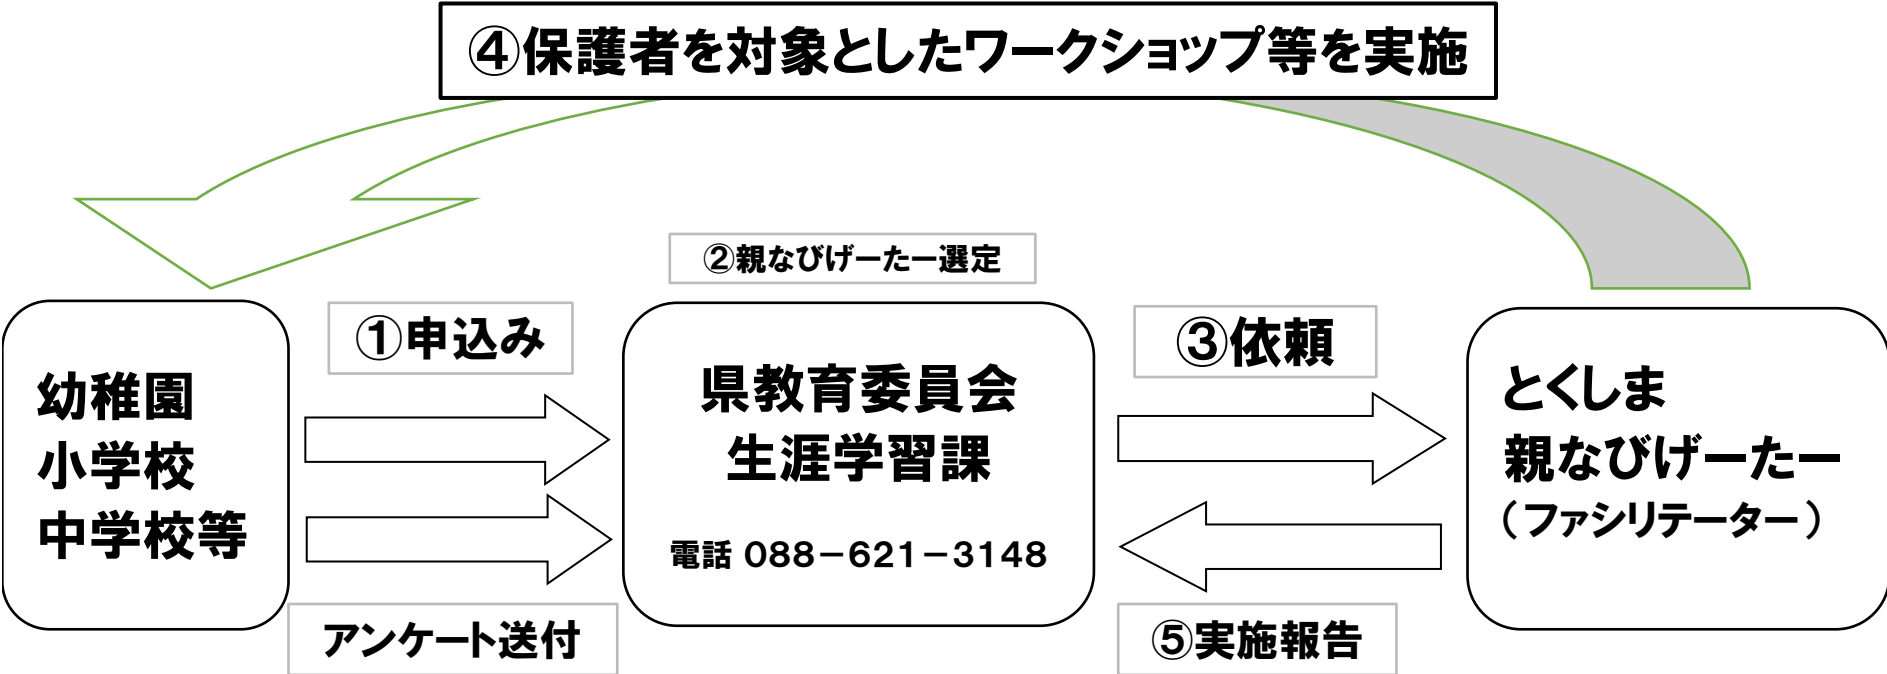 ④保護者を対象としたワークショップ等を実施
②親なびげーたー選定
①申込み
③依頼
幼稚園
小学校
中学校等
県教育委員会
生涯学習課
電話 088－621－3148
とくしま
親なびげーたー
（ファシリテーター）
アンケート送付
⑤実施報告